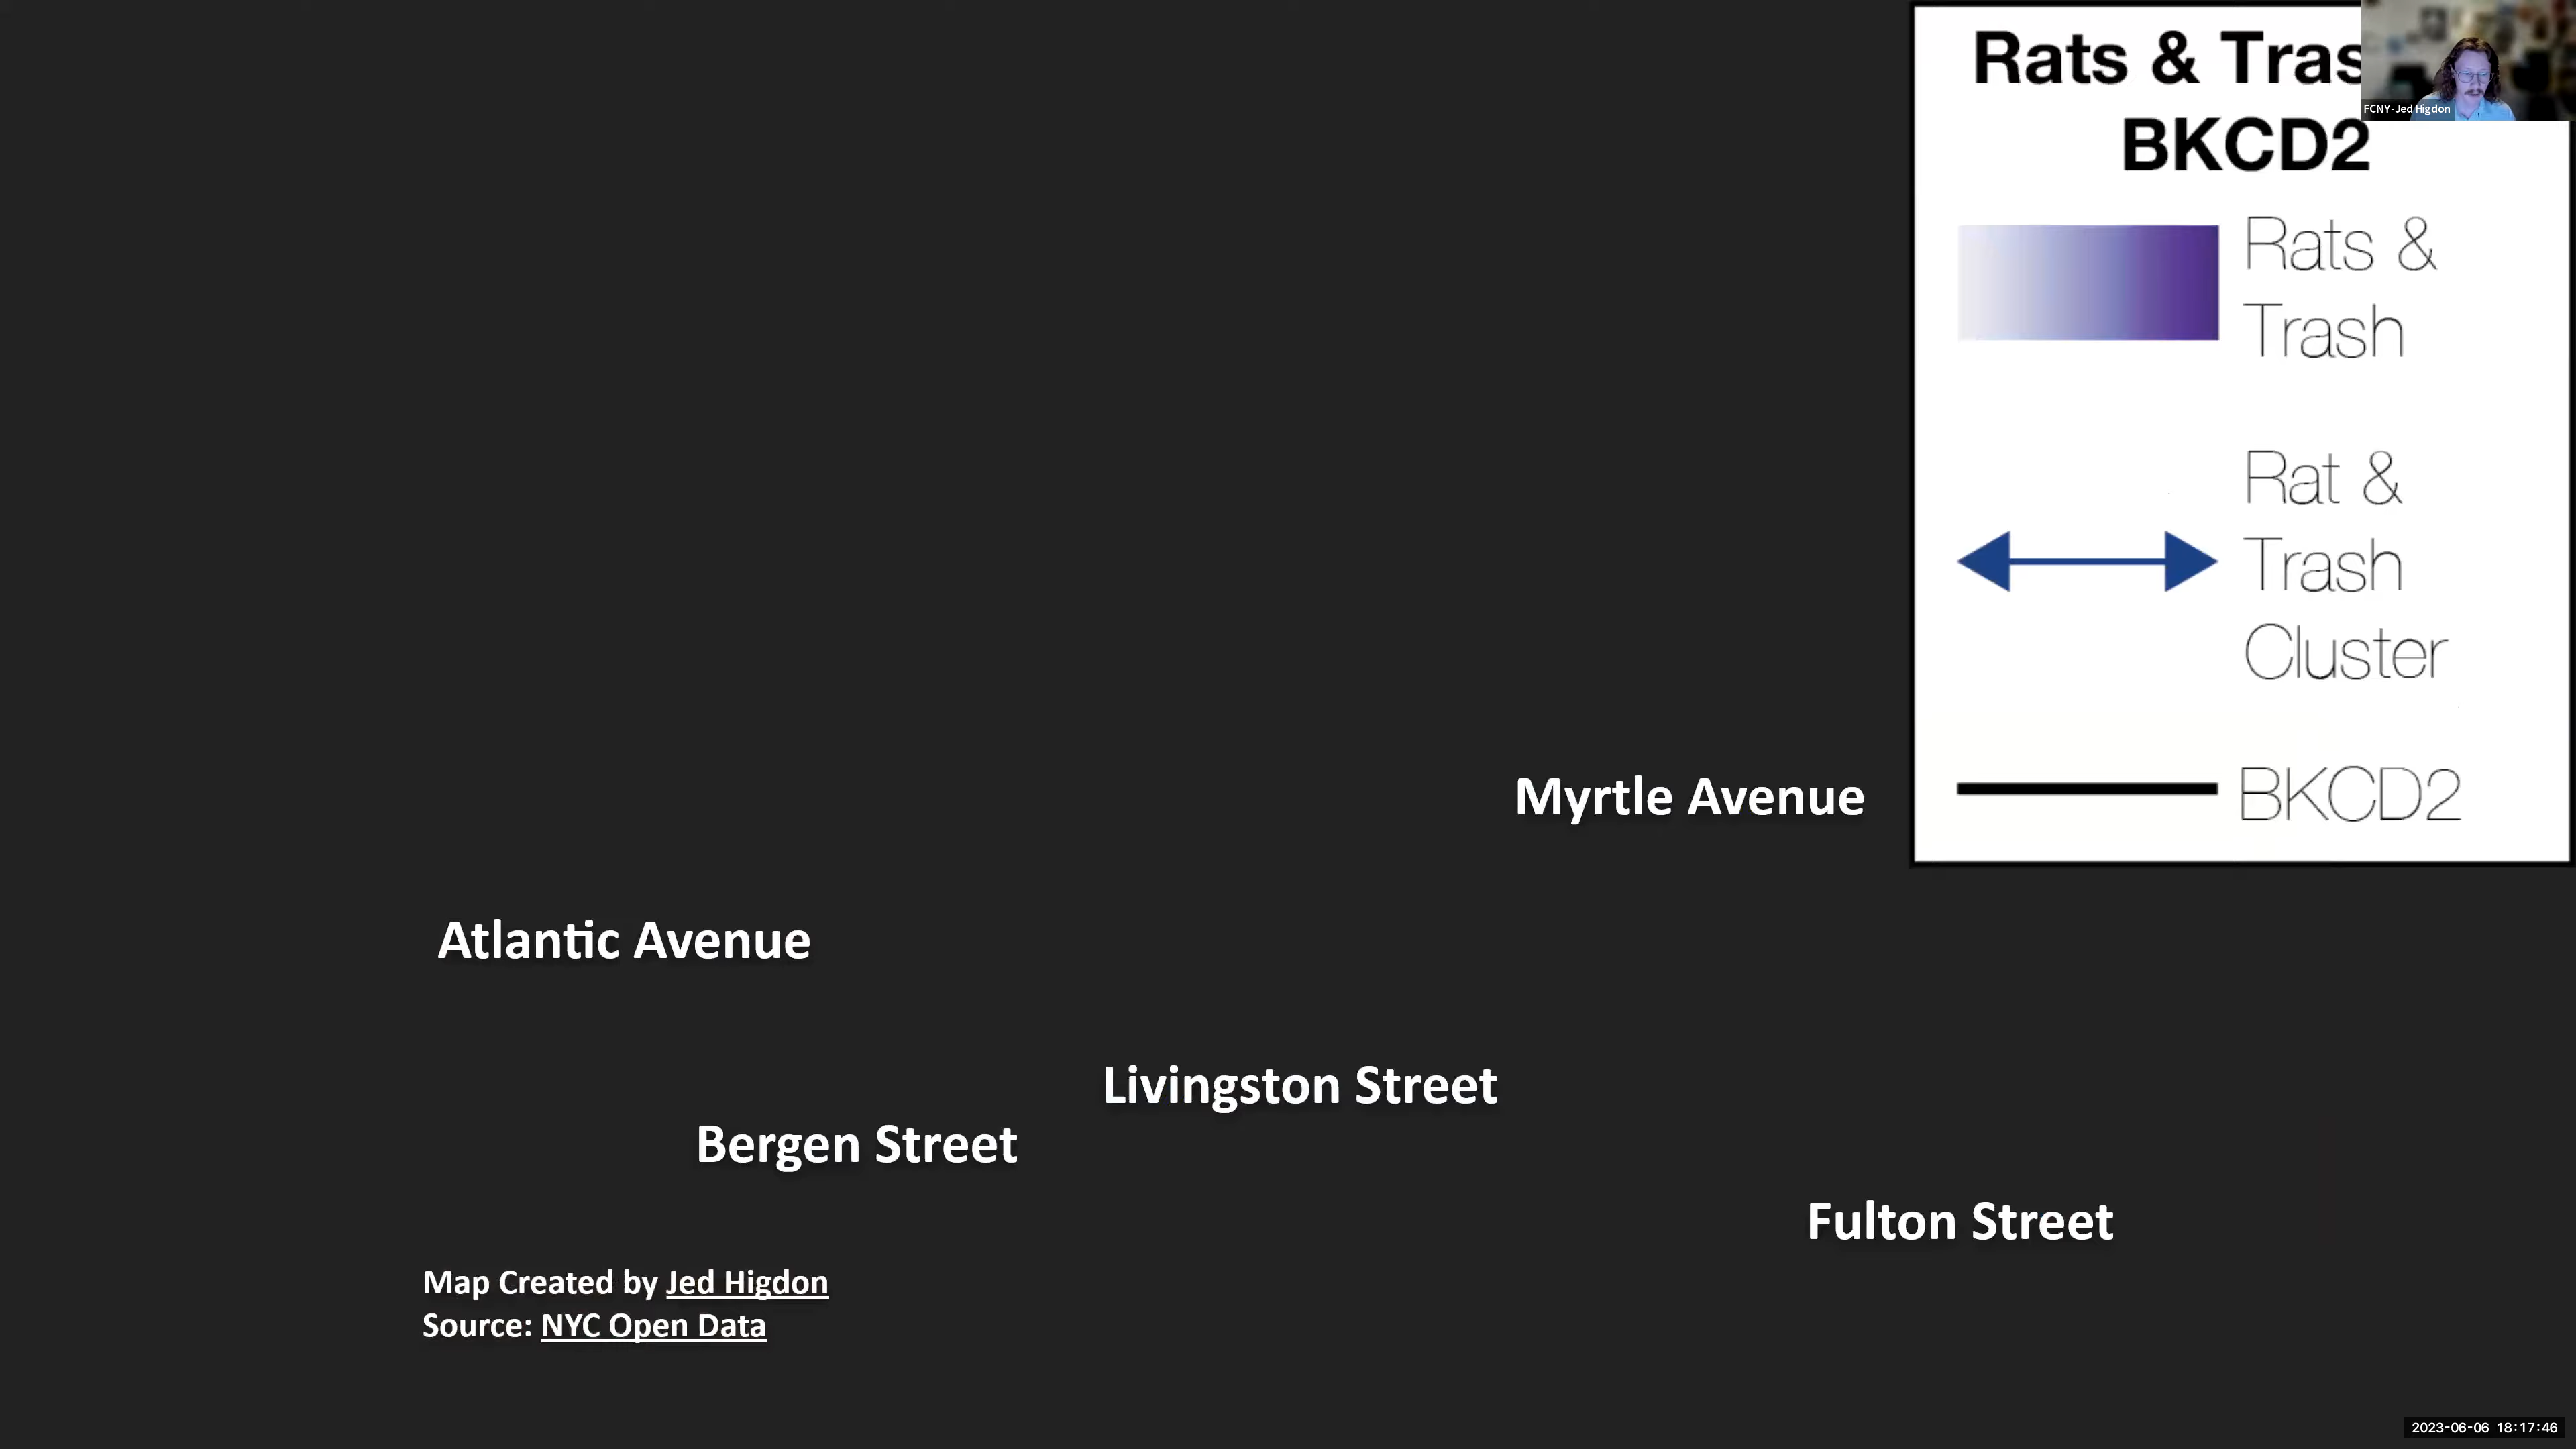 Rats & Tras
BKCD2
FCNY-Jed Higdon
Rats &
Trash
Rat &
Trash
Cluster
BKCD2
Myrtle Avenue
Atlantic Avenue
Livingston Street
Bergen Street
Fulton Street
Map Created by Jed Higdon
Source: NYC Open Data
2023-06-06 18:17:46